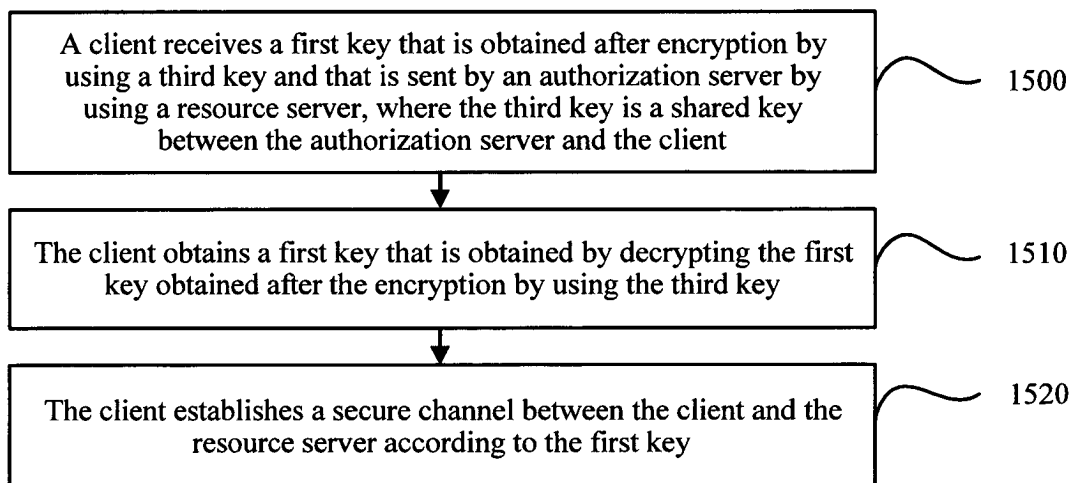 A client receives a first key that is obtained after encryption by
using a third key and that is sent by an authorization server by
using a resource server, where the third key is a shared key
between the authorization server and the client
1500
The client obtains a first key that is obtained by decrypting the first
key obtained after the encryption by using the third key
1510
The client establishes a secure channel between the client and the
resource server according to the first key
1520